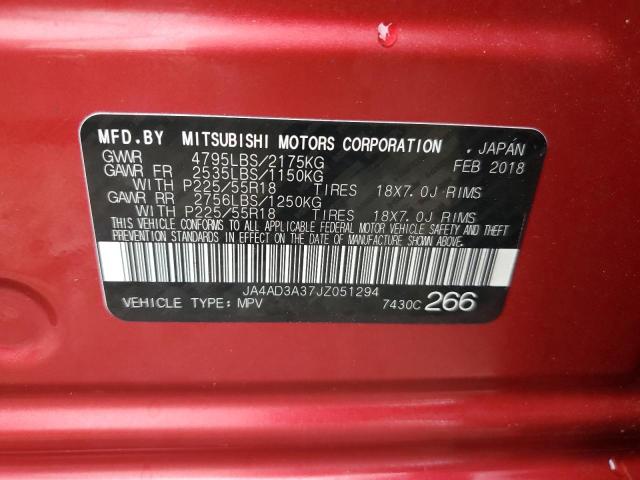 MFD.BY MITSUBISHI MOTORS CORPORATION . JAPAN
GVWR 4795LBS/2175KG FEB 2018
GAWR FR 2535LBS/1150KG
WITH P225/55R18 TIRES 18X7.0J RIMS
GAWR RR 2756LBS/1250KG
WITH P225/55R18 TIRES 18X7.0J RIMS
THIS VEHICLE CONFORMS TO ALL APPLICABLE FEDERAL MOTOR VEHICLE SAFETY AND THEFT
PREVENTION STANDARDS IN EFFECT ON THE DATE OF MANUFACTURE SHOWN ABOVE.
JA4AD3A37JZ051294
VEHICLE TYPE: MPV 7430C 266